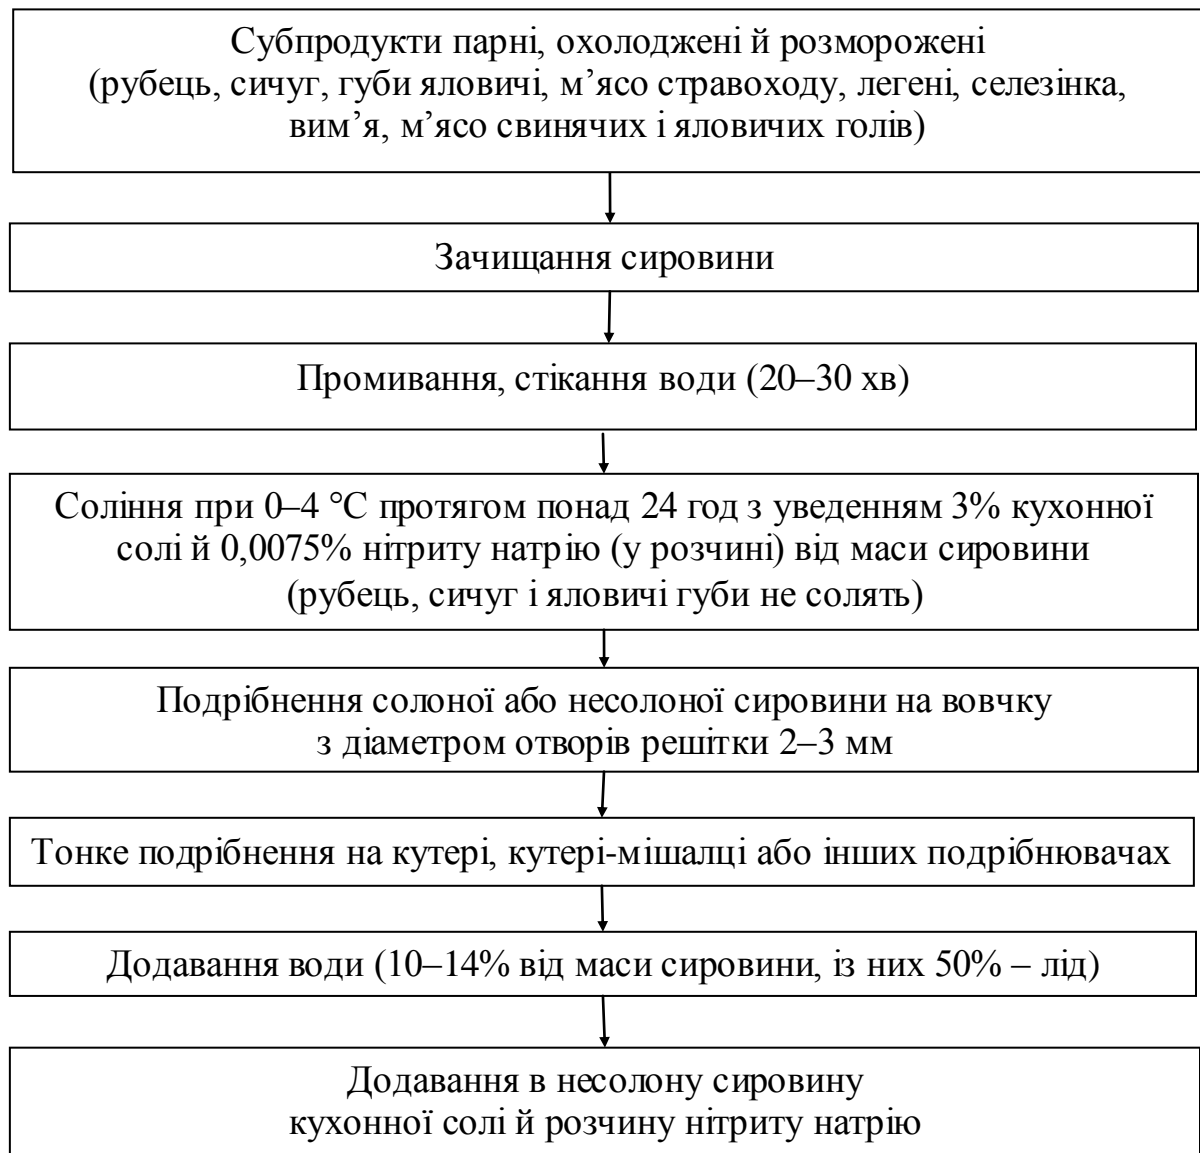 Субпродукти парні, охолоджені й розморожені
(рубець, сичуг, губи яловичі, м’ясо стравоходу, легені, селезінка,
вим’я, м’ясо свинячих і яловичих голів)
Зачищання сировини
Промивання, стікання води (20–30 хв)
Соління при 0–4 °С протягом понад 24 год з уведенням 3% кухонної
солі й 0,0075% нітриту натрію (у розчині) від маси сировини
(рубець, сичуг і яловичі губи не солять)
Подрібнення солоної або несолоної сировини на вовчку
з діаметром отворів решітки 2–3 мм
Тонке подрібнення на кутері, кутері-мішалці або інших подрібнювачах
Додавання води (10–14% від маси сировини, із них 50% – лід)
Додавання в несолону сировину
кухонної солі й розчину нітриту натрію